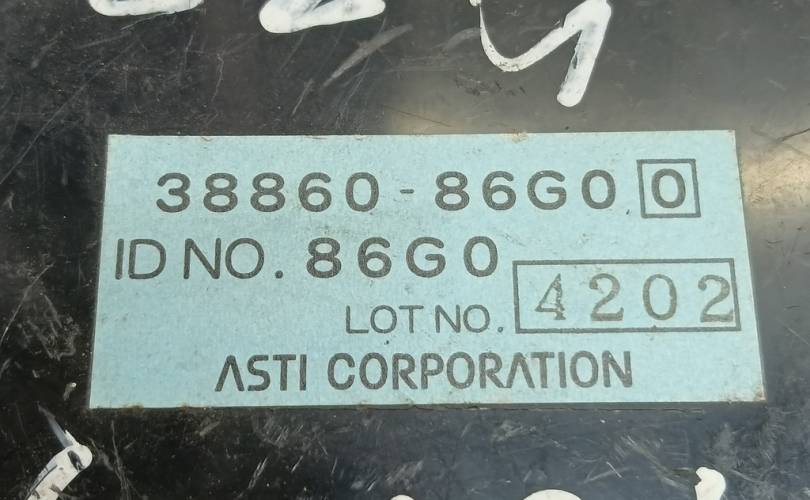 38860-86G0 0
ID NO. 86G0
LOT NO. 4202
ASTI CORPORATION